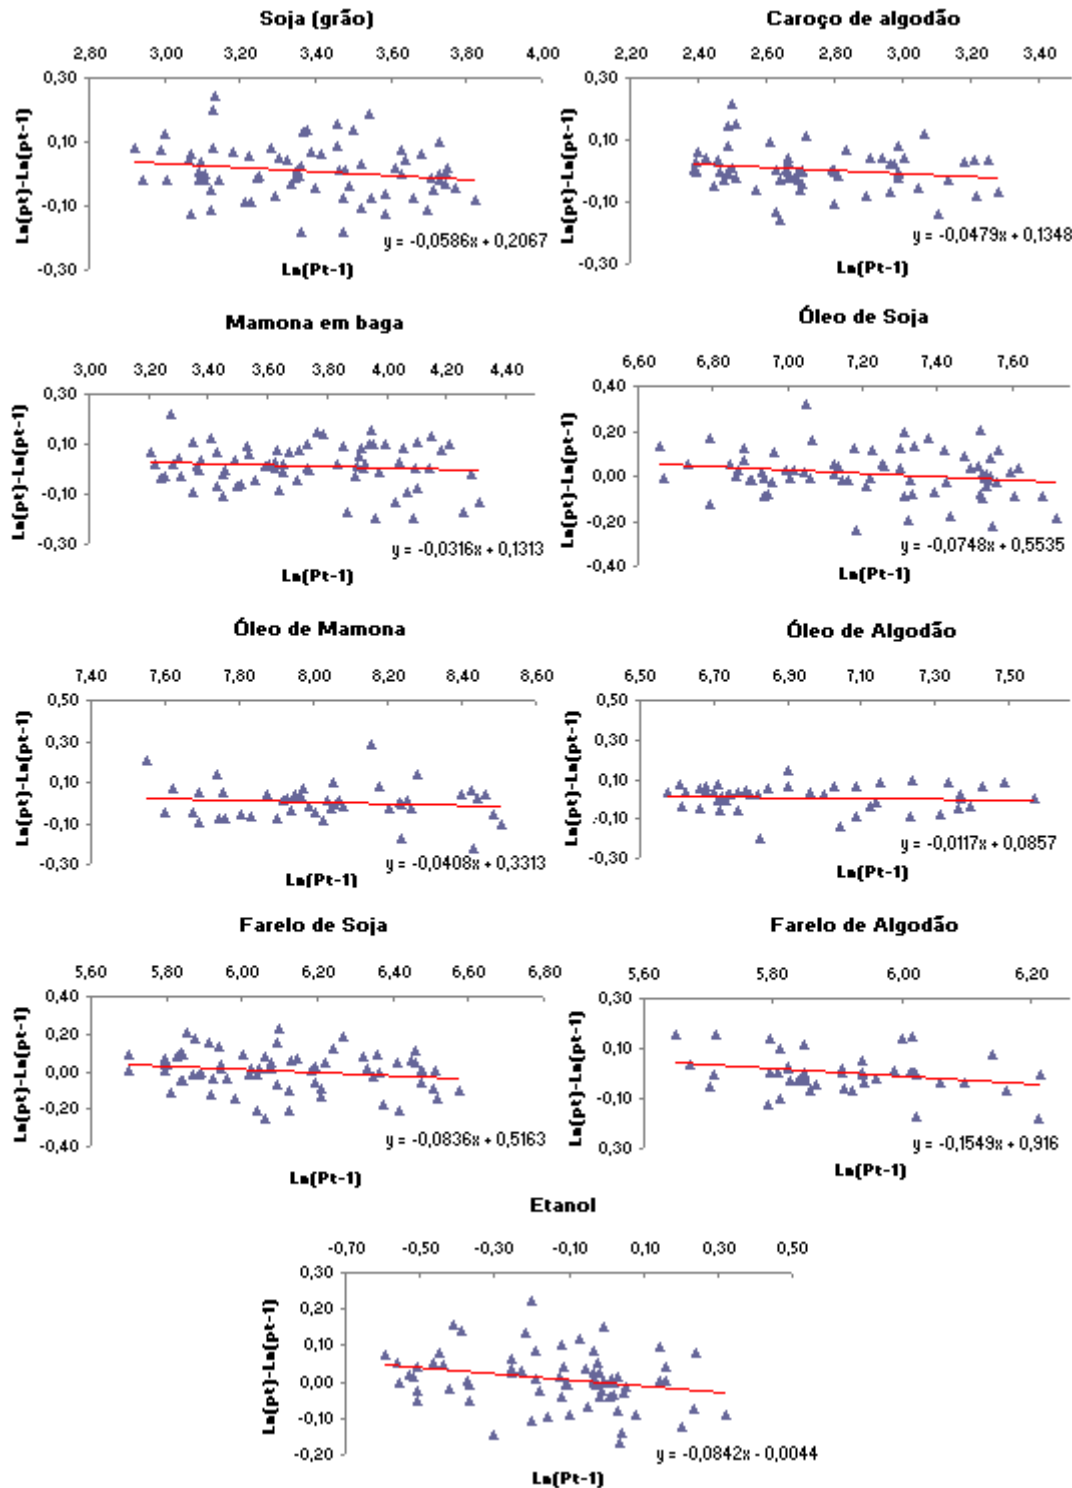 Soja (grão)
2,80 3,00 3,20 3,40 3,60 3,80 4,00
0,30
0,10
-0,10
-0,30
Ln(pt)-Ln(pt-1)
y = -0,0586x + 0,2067
Ln(Pt-1)
Caroço de algodão
2,20 2,40 2,60 2,80 3,00 3,20 3,40
0,30
0,10
-0,10
-0,30
Ln(pt)-Ln(pt-1)
y = -0,0479x + 0,1348
Ln(Pt-1)
Mamona em baga
3,00 3,20 3,40 3,60 3,80 4,00 4,20 4,40
0,30
0,10
-0,10
-0,30
Ln(pt)-Ln(pt-1)
y = -0,0316x + 0,1313
Ln(Pt-1)
Óleo de Soja
6,60 6,80 7,00 7,20 7,40 7,60
0,40
0,20
0,00
-0,20
-0,40
Ln(pt)-Ln(pt-1)
y = -0,0748x + 0,5535
Ln(Pt-1)
Óleo de Mamona
7,40 7,60 7,80 8,00 8,20 8,40 8,60
0,50
0,30
0,10
-0,10
-0,30
Ln(pt)-Ln(pt-1)
y = -0,0408x + 0,3313
Ln(Pt-1)
Óleo de Algodão
6,50 6,70 6,90 7,10 7,30 7,50
0,50
0,30
0,10
-0,10
-0,30
Ln(pt)-Ln(pt-1)
y = -0,0117x + 0,0857
Ln(Pt-1)
Farelo de Soja
5,60 5,80 6,00 6,20 6,40 6,60 6,80
0,40
0,20
0,00
-0,20
-0,40
Ln(pt)-Ln(pt-1)
y = -0,0836x + 0,5163
Ln(Pt-1)
Farelo de Algodão
5,60 5,80 6,00 6,20
0,30
0,10
-0,10
0,30
Ln(pt)-Ln(pt-1)
y = -0,1549x + 0,916
Ln(Pt-1)
Etanol
-0,70 -0,50 -0,30 -0,10 0,10 0,30 0,50
0,30
0,20
0,10
0,00
-0,10
-0,20
Ln(pt)-Ln(pt-1)
y = -0,0842x - 0,0044
Ln(Pt-1)